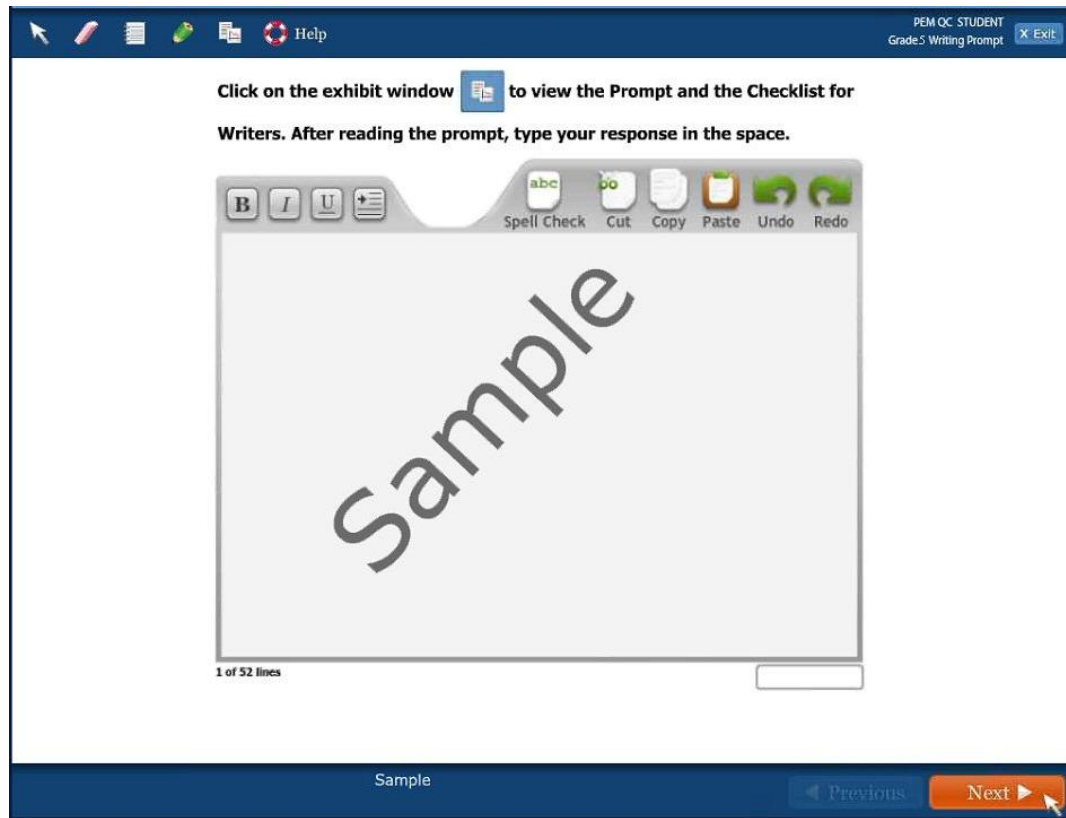 Help
PEM QC STUDENT
Grade5 Writing Prompt
X Exit
Click on the exhibit window to view the Prompt and the Checklist for
Writers. After reading the prompt, type your response in the space.
B I U
abc
Spell Check Cut Copy Paste Undo Redo
Sample
1 of 52 lines
Sample
Previous
Next